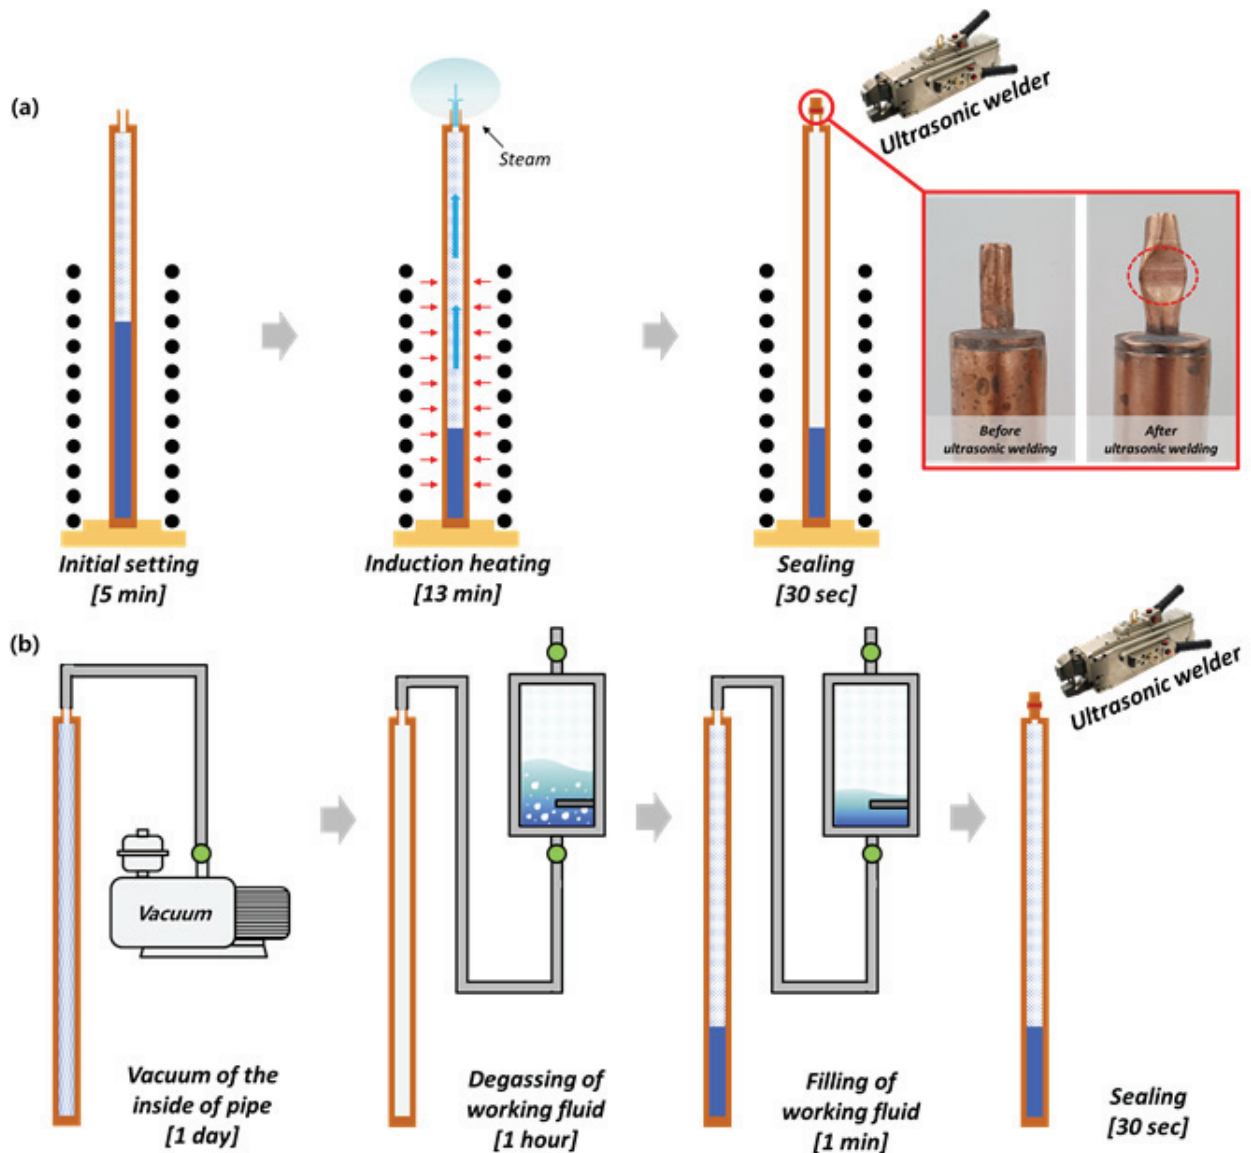 (a)
Steam
Ultrasonic welder
Before
ultrasonic welding
After
ultrasonic welding
Initial setting
[5 min]
Induction heating
[13 min]
Sealing
[30 sec]
(b)
Ultrasonic welder
Vacuum
Vacuum of the
inside of pipe
[1 day]
Degassing of
working fluid
[1 hour]
Filling of
working fluid
[1 min]
Sealing
[30 sec]